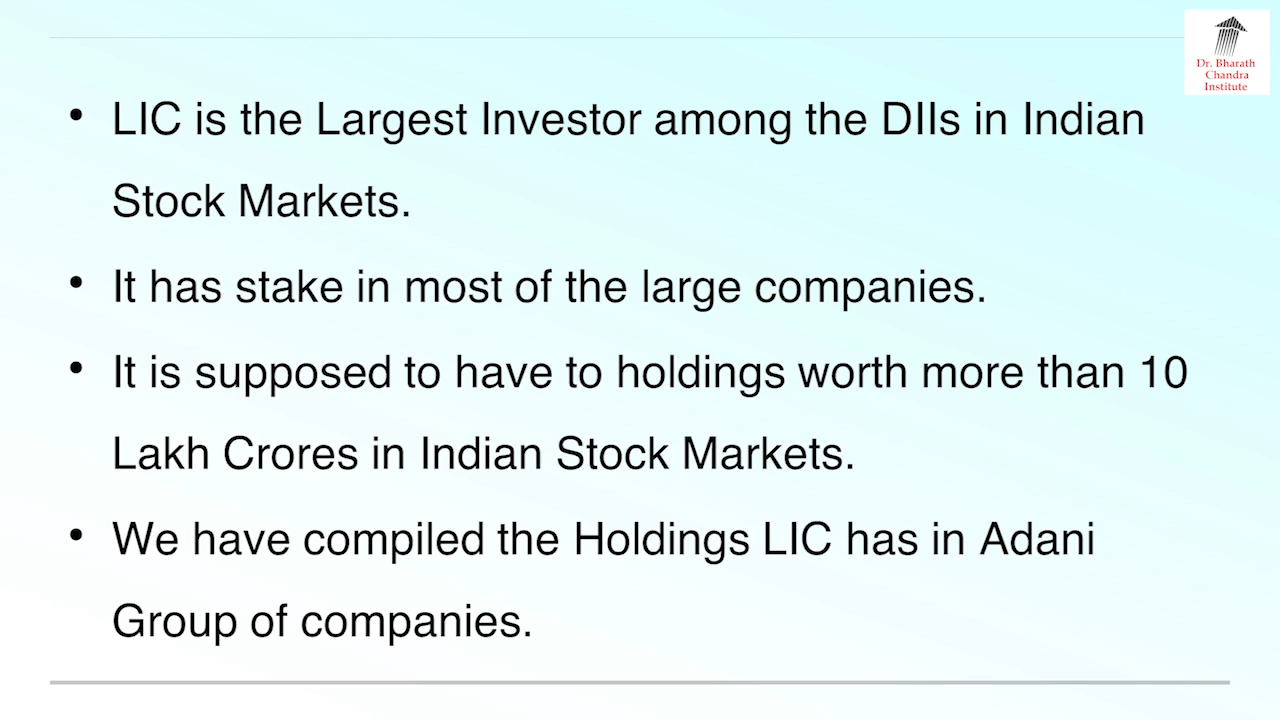 Dr. Bharath
Chandra
Institute
• LIC is the Largest Investor among the DIIs in Indian
Stock Markets.
• It has stake in most of the large companies.
• It is supposed to have to holdings worth more than 10
Lakh Crores in Indian Stock Markets.
• We have compiled the Holdings LIC has in Adani
Group of companies.